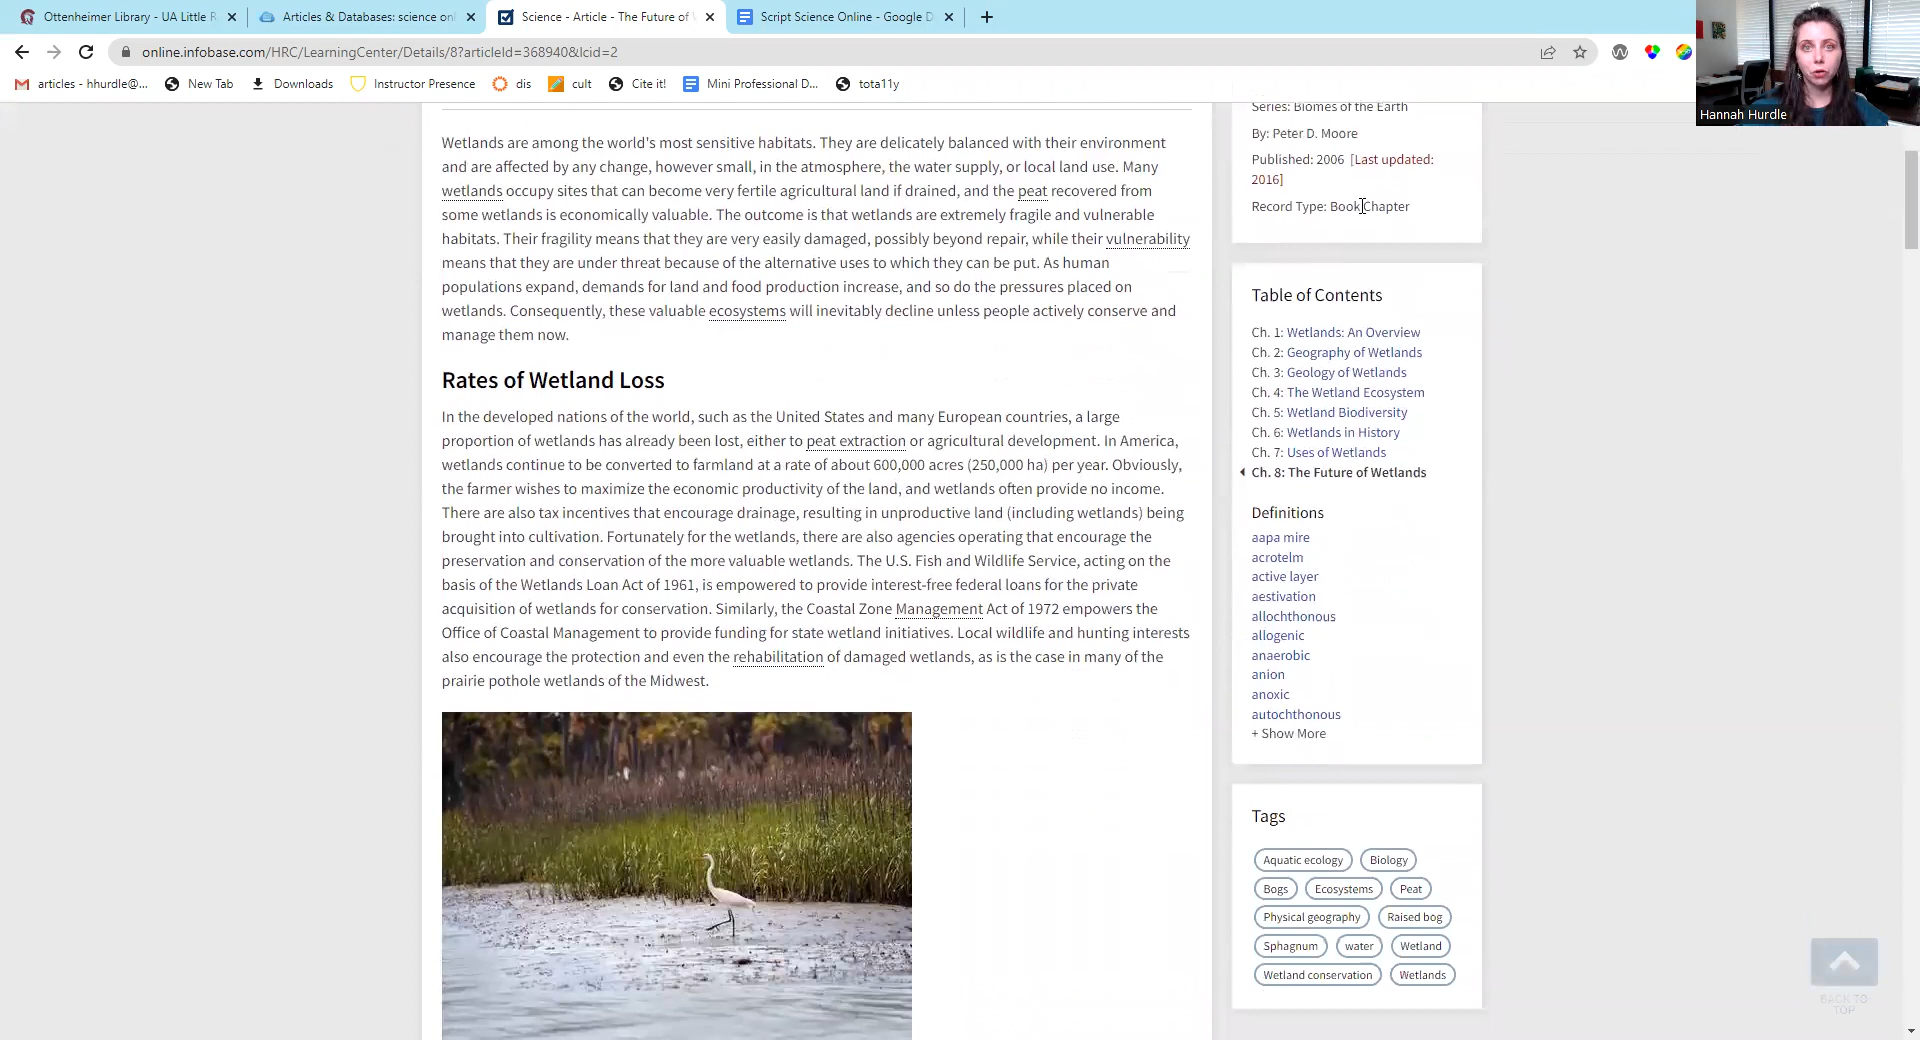 Ottenheimer Library - UA Little R
Articles & Databases: science onl
Science - Article - The Future of
Script Science Online - Google D
online.infobase.com/HRC/LearningCenter/Details/8?articleId=368940&lcid=2
articles - hhurdle@...
New Tab
Downloads
Instructor Presence
dis
cult
Cite it!
Mini Professional D...
tota11y
Hannah Hurdle
Wetlands are among the world's most sensitive habitats. They are delicately balanced with their environment
and are affected by any change, however small, in the atmosphere, the water supply, or local land use. Many
wetlands occupy sites that can become very fertile agricultural land if drained, and the peat recovered from
some wetlands is economically valuable. The outcome is that wetlands are extremely fragile and vulnerable
habitats. Their fragility means that they are very easily damaged, possibly beyond repair, while their vulnerability
means that they are under threat because of the alternative uses to which they can be put. As human
populations expand, demands for land and food production increase, and so do the pressures placed on
wetlands. Consequently, these valuable ecosystems will inevitably decline unless people actively conserve and
manage them now.
Rates of Wetland Loss
In the developed nations of the world, such as the United States and many European countries, a large
proportion of wetlands has already been lost, either to peat extraction or agricultural development. In America,
wetlands continue to be converted to farmland at a rate of about 600,000 acres (250,000 ha) per year. Obviously,
the farmer wishes to maximize the economic productivity of the land, and wetlands often provide no income.
There are also tax incentives that encourage drainage, resulting in unproductive land (including wetlands) being
brought into cultivation. Fortunately for the wetlands, there are also agencies operating that encourage the
preservation and conservation of the more valuable wetlands. The U.S. Fish and Wildlife Service, acting on the
basis of the Wetlands Loan Act of 1961, is empowered to provide interest-free federal loans for the private
acquisition of wetlands for conservation. Similarly, the Coastal Zone Management Act of 1972 empowers the
Office of Coastal Management to provide funding for state wetland initiatives. Local wildlife and hunting interests
also encourage the protection and even the rehabilitation of damaged wetlands, as is the case in many of the
prairie pothole wetlands of the Midwest.
Series: Biomes of the Earth
By: Peter D. Moore
Published: 2006 [Last updated:
2016]
Record Type: Book Chapter
Table of Contents
Ch. 1: Wetlands: An Overview
Ch. 2: Geography of Wetlands
Ch. 3: Geology of Wetlands
Ch. 4: The Wetland Ecosystem
Ch. 5: Wetland Biodiversity
Ch. 6: Wetlands in History
Ch. 7: Uses of Wetlands
Ch. 8: The Future of Wetlands
Definitions
aapa mire
acrotelm
active layer
aestivation
allochthonous
allogenic
anaerobic
anion
anoxic
autochthonous
+ Show More
Tags
Aquatic ecology Biology
Bogs Ecosystems Peat
Physical geography Raised bog
Sphagnum water Wetland
Wetland conservation Wetlands
BACK TO
TOP